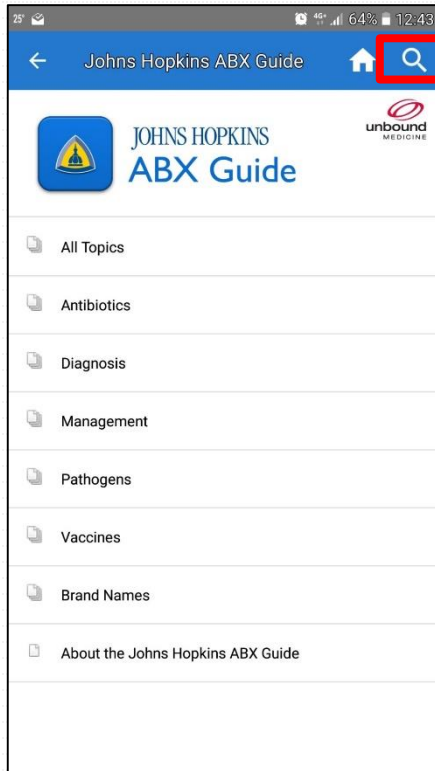 25° 4G+ 64% 12:43
Johns Hopkins ABX Guide
JOHNS HOPKINS
ABX Guide
unbound
MEDICINE
All Topics
Antibiotics
Diagnosis
Management
Pathogens
Vaccines
Brand Names
About the Johns Hopkins ABX Guide